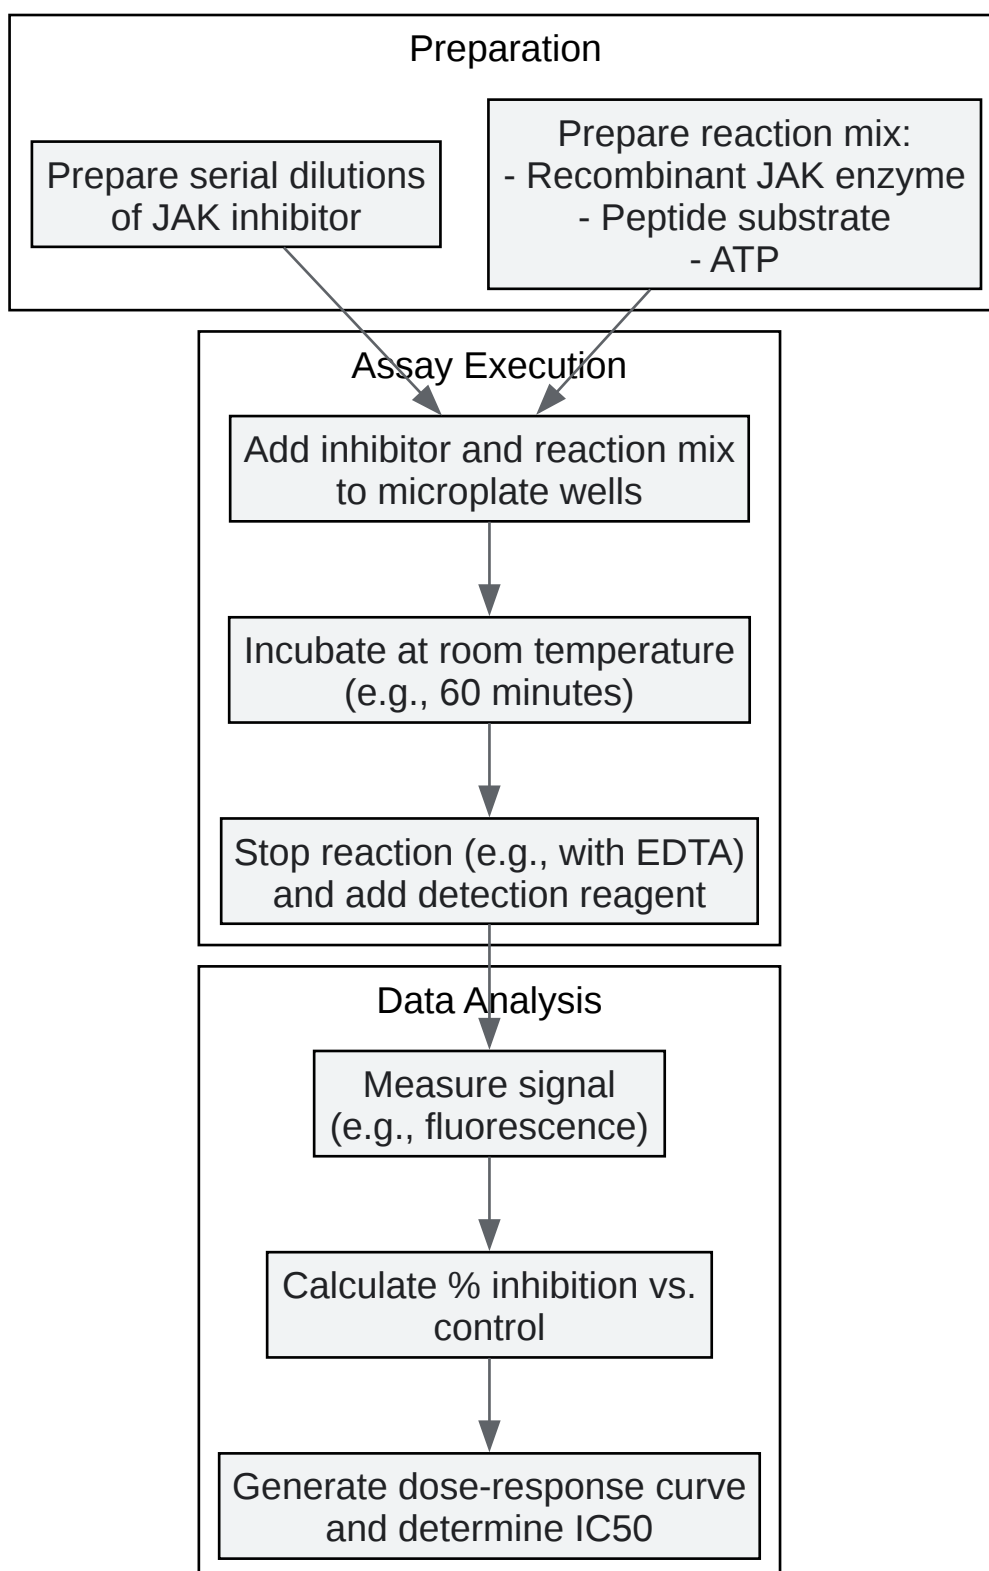 Preparation
Prepare serial dilutions
of JAK inhibitor
Prepare reaction mix:
- Recombinant JAK enzyme
- Peptide substrate
- ATP
Assay Execution
Add inhibitor and reaction mix
to microplate wells
Incubate at room temperature
(e.g., 60 minutes)
Stop reaction (e.g., with EDTA)
and add detection reagent
Data Analysis
Measure signal
(e.g., fluorescence)
Calculate % inhibition vs.
control
Generate dose-response curve
and determine IC50